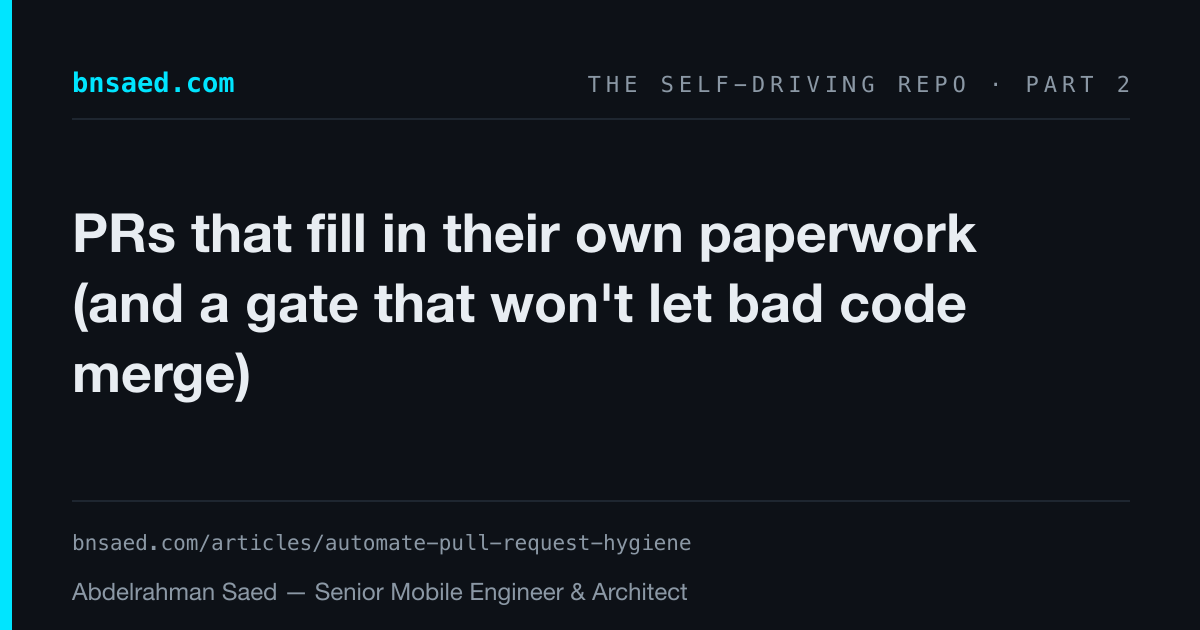 bnsaed.com
THE SELF-DRIVING REPO · PART 2
PRs that fill in their own paperwork
(and a gate that won't let bad code
merge)
bnsaed.com/articles/automate-pull-request-hygiene
Abdelrahman Saed — Senior Mobile Engineer & Architect